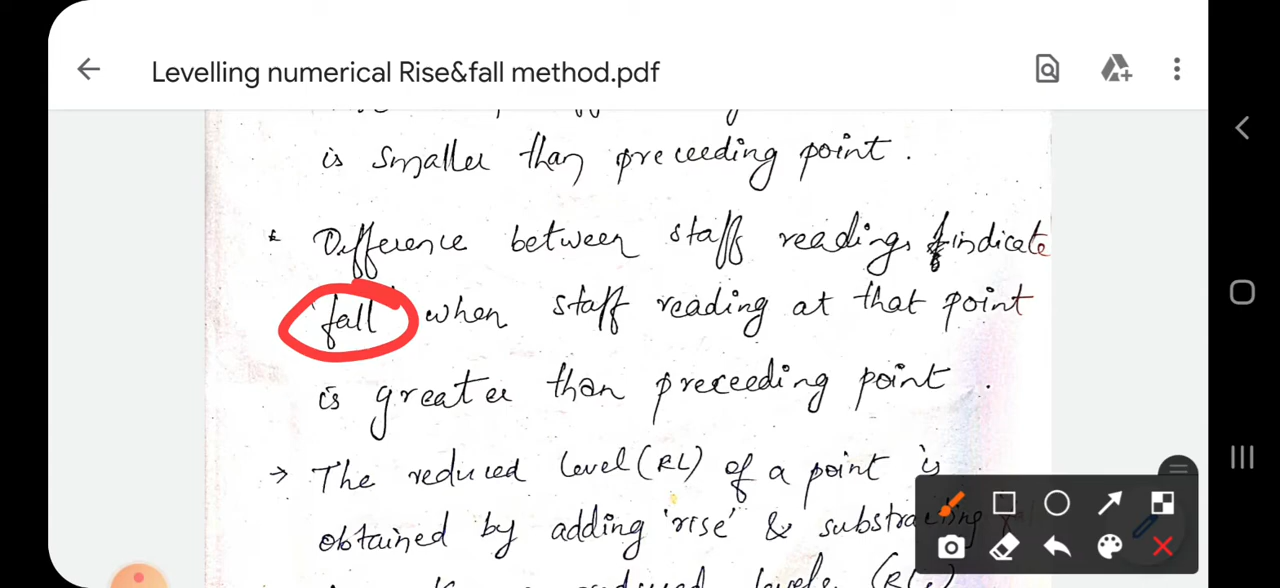 Levelling numerical Rise&fall method.pdf
is smaller than preceeding point.
* Difference between staff readings indicate
'fall' when staff reading at that point
is greater than preceeding point.
→ The reduced level (RL) of a point is
obtained by adding 'rise' & substracting
levels (RL